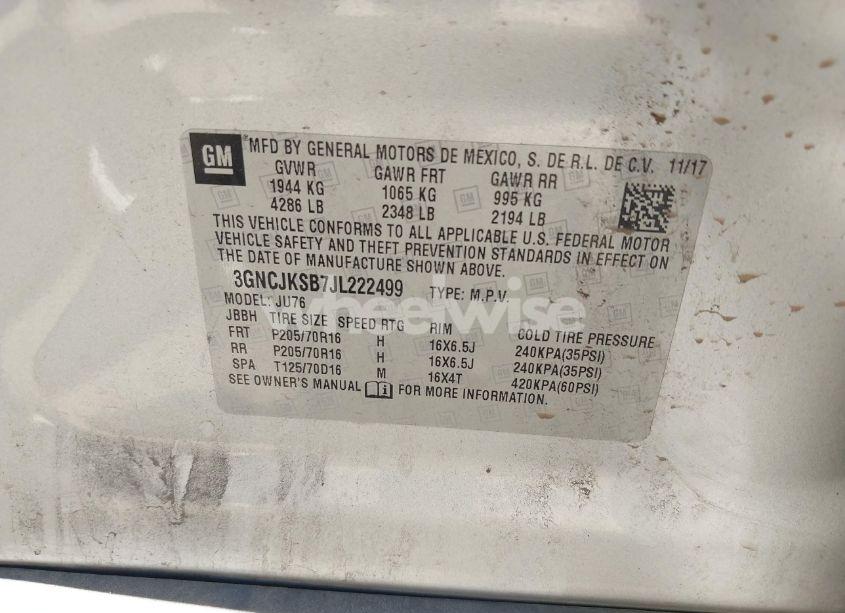 GM
*MFD BY GENERAL MOTORS DE MEXICO, S. DE R.L. DE C.V. 11/17
GVWR GAWR FRT GAWR RR
1944 KG 1065 KG 995 KG
4286 LB 2348 LB 2194 LB
THIS VEHICLE CONFORMS TO ALL APPLICABLE U.S. FEDERAL MOTOR
VEHICLE SAFETY AND THEFT PREVENTION STANDARDS IN EFFECT ON
THE DATE OF MANUFACTURE SHOWN ABOVE.
3GNCJKSB7JL222499 TYPE: M.P.V.
MODEL: JU76
JBBH TIRE SIZE SPEED RTG RIM COLD TIRE PRESSURE
FRT P205/70R16 H 16X6.5J 240KPA(35PSI)
RR P205/70R16 H 16X6.5J 240KPA(35PSI)
SPA T125/70D16 M 16X4T 420KPA(60PSI)
SEE OWNER'S MANUAL FOR MORE INFORMATION.
wheelwise